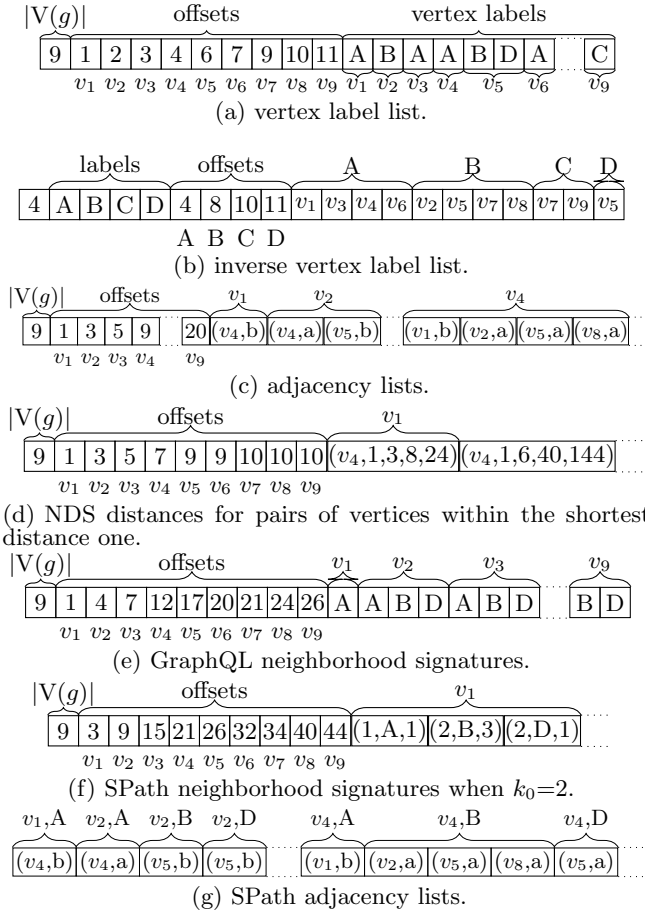 |V(g)| offsets vertex labels
9 1 2 3 4 6 7 9 10 11 A B A A B D A C
v1 v2 v3 v4 v5 v6 v7 v8 v9 v1 v2 v3 v4 v5 v6 v9
(a) vertex label list.
labels offsets A B C D
4 A B C D 4 8 10 11 v1 v3 v4 v6 v2 v5 v7 v8 v7 v9 v5
A B C D
(b) inverse vertex label list.
|V(g)| offsets v1 v2 v4
9 1 3 5 9 20 (v4,b) (v4,a) (v5,b) (v1,b) (v2,a) (v5,a) (v8,a)
v1 v2 v3 v4 v9
(c) adjacency lists.
|V(g)| offsets v1
9 1 3 5 7 9 9 10 10 10 (v4,1,3,8,24) (v4,1,6,40,144)
v1 v2 v3 v4 v5 v6 v7 v8 v9
(d) NDS distances for pairs of vertices within the shortest
distance one.
|V(g)| offsets v1 v2 v3 v9
9 1 4 7 12 17 20 21 24 26 A A B D A B D B D
v1 v2 v3 v4 v5 v6 v7 v8 v9
(e) GraphQL neighborhood signatures.
|V(g)| offsets v1
9 3 9 15 21 26 32 34 40 44 (1,A,1) (2,B,3) (2,D,1)
v1 v2 v3 v4 v5 v6 v7 v8 v9
(f) SPath neighborhood signatures when k0=2.
v1,A v2,A v2,B v2,D v4,A v4,B v4,D
(v4,b) (v4,a) (v5,b) (v5,b) (v1,b) (v2,a) (v5,a) (v8,a) (v5,a)
(g) SPath adjacency lists.